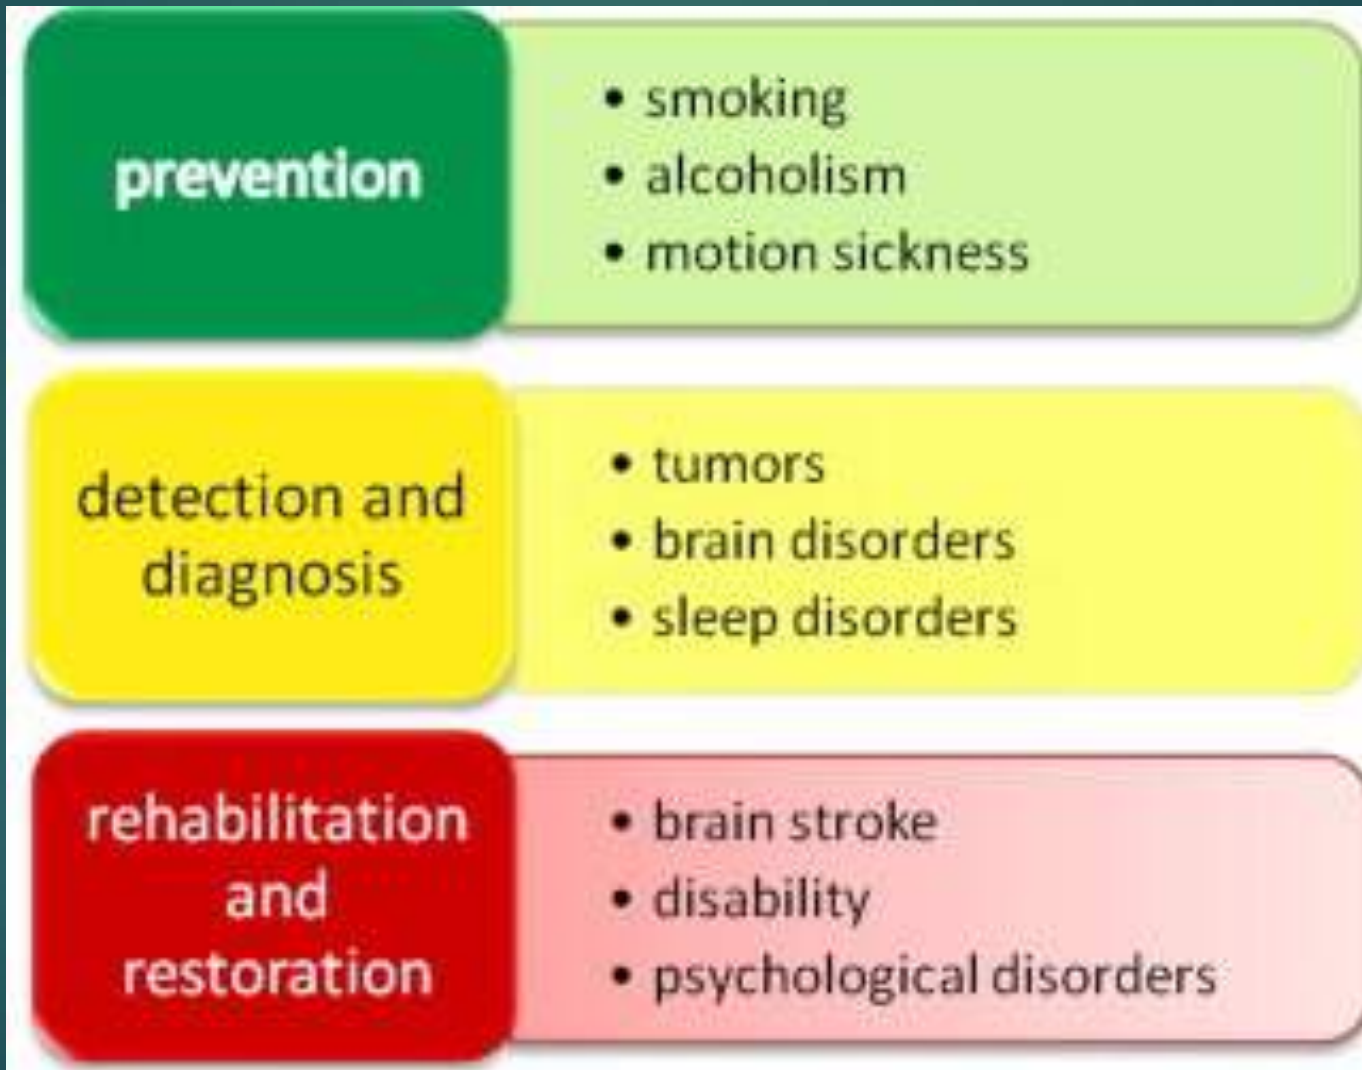 prevention
• smoking
• alcoholism
• motion sickness
detection and
diagnosis
• tumors
• brain disorders
• sleep disorders
rehabilitation
and
restoration
• brain stroke
• disability
• psychological disorders